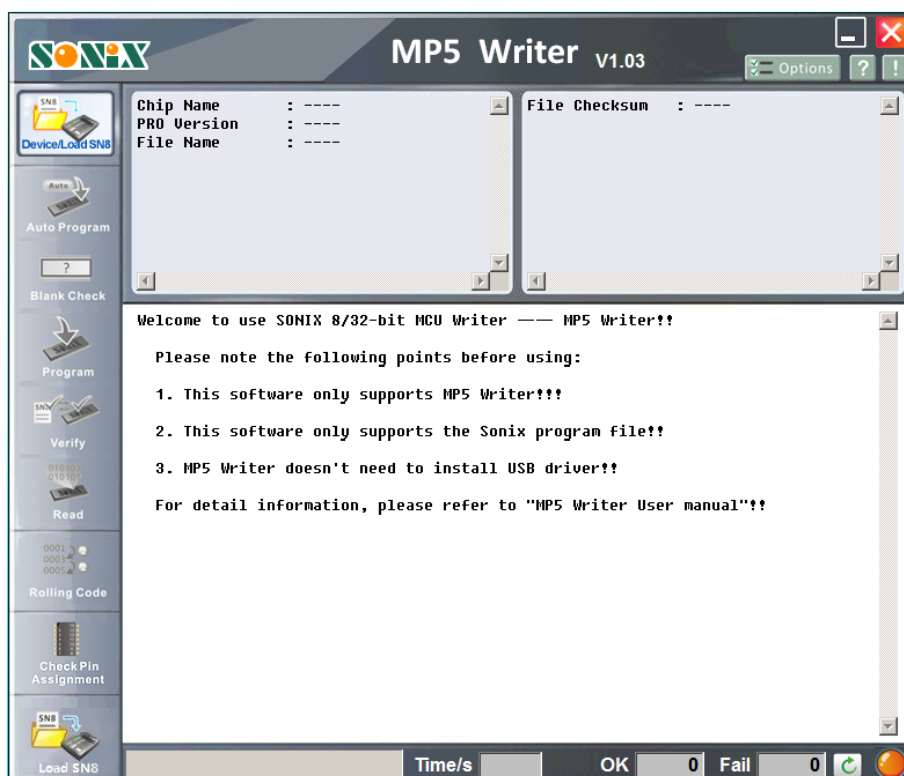 SONiX
MP5 Writer V1.03
Options
?
!
SN8
Device/Load SN8
Auto
Auto Program
?
Blank Check
Program
SN8
Verify
010101
010101
Read
0001
0003
0005
Rolling Code
Check Pin
Assignment
SN8
Load SN8
Chip Name : ----
PRO Version : ----
File Name : ----
File Checksum : ----
Welcome to use SONIX 8/32-bit MCU Writer —— MP5 Writer!!
Please note the following points before using:
1. This software only supports MP5 Writer!!!
2. This software only supports the Sonix program file!!
3. MP5 Writer doesn't need to install USB driver!!
For detail information, please refer to "MP5 Writer User manual"!!
Time/s
OK 0 Fail 0